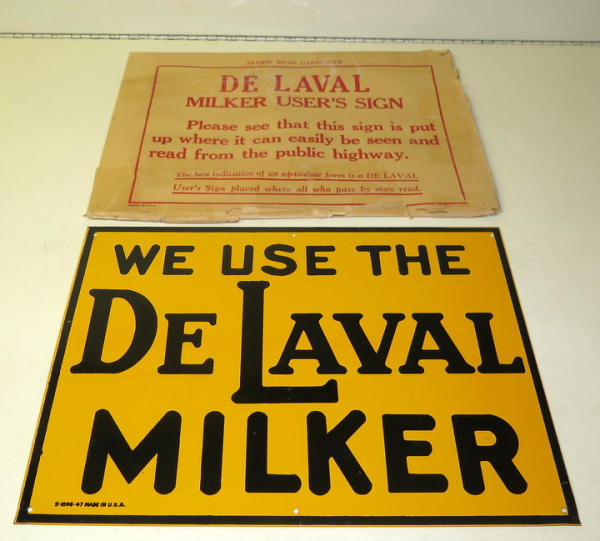 PLEASE READ CAREFULLY
DE LAVAL
MILKER USER'S SIGN
Please see that this sign is put
up where it can easily be seen and
read from the public highway.
The best indication of an up-to-date farm is a DE LAVAL
User's Sign placed where all who pass by may read.
WE USE THE
DE LAVAL
MILKER
S-1096-47 MADE IN U.S.A.